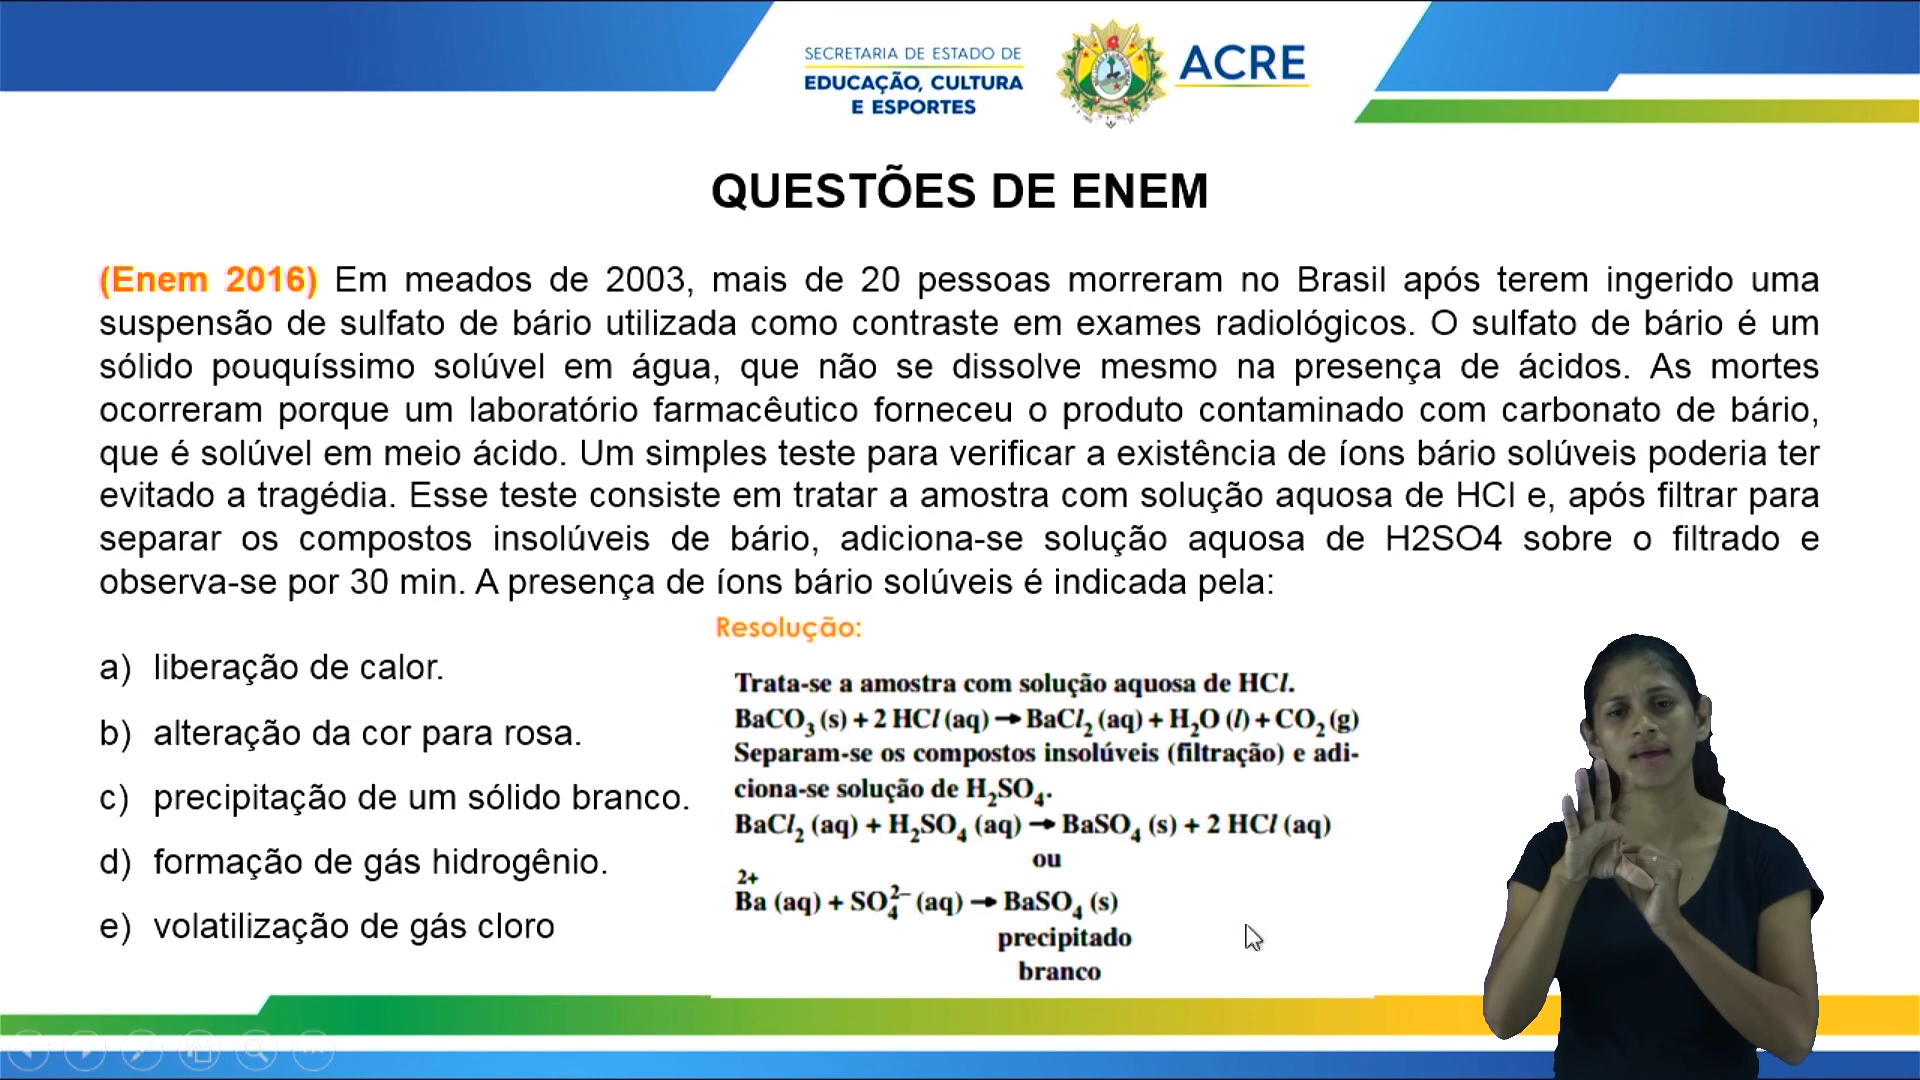 SECRETARIA DE ESTADO DE
EDUCAÇÃO, CULTURA
E ESPORTES
ACRE
QUESTÕES DE ENEM
(Enem 2016) Em meados de 2003, mais de 20 pessoas morreram no Brasil após terem ingerido uma
suspensão de sulfato de bário utilizada como contraste em exames radiológicos. O sulfato de bário é um
sólido pouquíssimo solúvel em água, que não se dissolve mesmo na presença de ácidos. As mortes
ocorreram porque um laboratório farmacêutico forneceu o produto contaminado com carbonato de bário,
que é solúvel em meio ácido. Um simples teste para verificar a existência de íons bário solúveis poderia ter
evitado a tragédia. Esse teste consiste em tratar a amostra com solução aquosa de HCl e, após filtrar para
separar os compostos insolúveis de bário, adiciona-se solução aquosa de H2SO4 sobre o filtrado e
observa-se por 30 min. A presença de íons bário solúveis é indicada pela:
a) liberação de calor.
b) alteração da cor para rosa.
c) precipitação de um sólido branco.
d) formação de gás hidrogênio.
e) volatilização de gás cloro
Resolução:
Trata-se a amostra com solução aquosa de HCl.
BaCO₃ (s) + 2 HCl (aq) → BaCl₂ (aq) + H₂O (l) + CO₂ (g)
Separam-se os compostos insolúveis (filtração) e adi-
ciona-se solução de H₂SO₄.
BaCl₂ (aq) + H₂SO₄ (aq) → BaSO₄ (s) + 2 HCl (aq)
ou
2+
Ba (aq) + SO₄²⁻ (aq) → BaSO₄ (s)
precipitado
branco